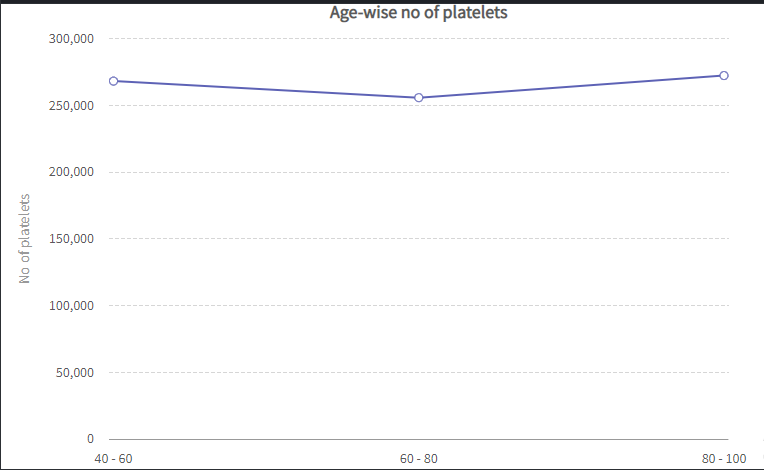 Age-wise no of platelets
300,000
250,000
200,000
150,000
100,000
50,000
0
No of platelets
40 - 60
60 - 80
80 - 100